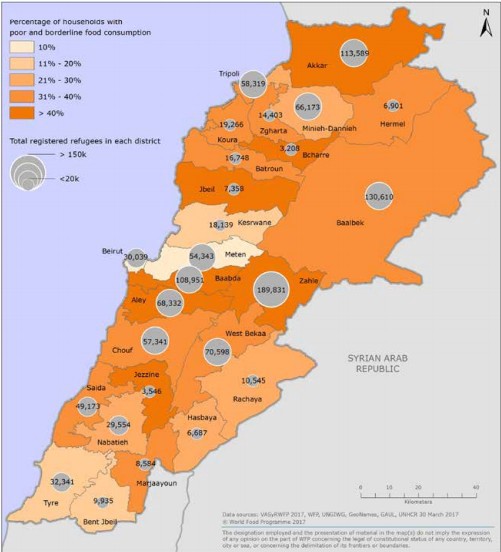 Percentage of households with
poor and borderline food consumption
10%
11% - 20%
21% - 30%
31% - 40%
> 40%
Total registered refugees in each district
> 150k
<20k
N
113,589
Akkar
Tripoli
58,319
66,173
14,403
6,901
19,266
Zgharta
Minieh-Dannieh
Hermel
Koura
3,208
Bcharre
16,748
Batroun
Jbeil
7,358
130,610
Baalbek
18,139
Kesrwane
Beirut
30,039
54,343
Meten
108,951
Baabda
Zahle
189,831
Aley
68,332
57,341
Chouf
West Bekaa
70,598
SYRIAN ARAB
REPUBLIC
Jezzine
3,546
10,545
Rachaya
Saida
49,173
29,554
Nabatieh
Hasbaya
6,687
8,584
Marjaayoun
32,341
Tyre
9,935
Bent Jbeil
0 10 20 40
Kilometers
Data sources: VASyRWFP 2017, WFP, UNGIWG, GeoNames, GAUL, UNHCR 30 March 2017
© World Food Programme 2017
The designation employed and the presentation of material in the map(s) do not imply the expression
of any opinion on the part of WFP concerning the legal of constitutional status of any country, territory,
city or sea, or concerning the delimitation of its frontiers or boundaries.